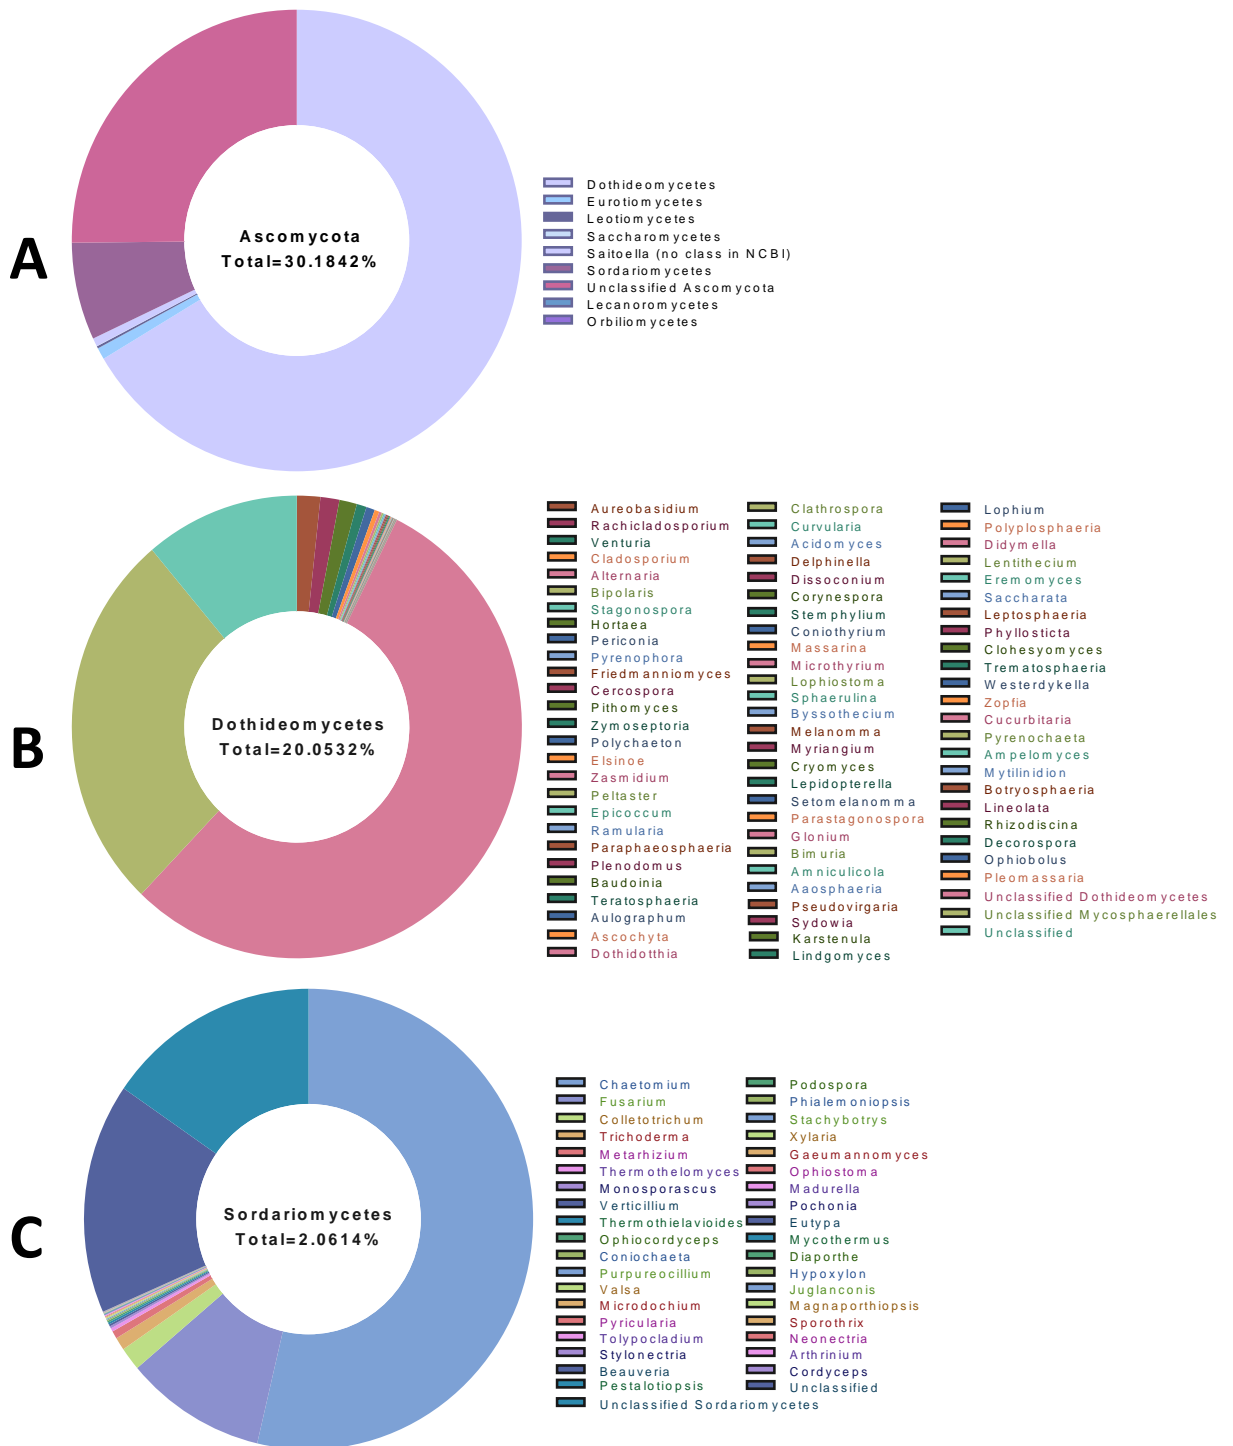 A
Ascomycota
Total=30.1842%
Dothideomycetes
Eurotiomycetes
Leotiomycetes
Saccharomycetes
Saitoella (no class in NCBI)
Sordariomycetes
Unclassified Ascomycota
Lecanoromycetes
Orbiliomycetes
B
Dothideomycetes
Total=20.0532%
Aureobasidium
Rachicladosporium
Venturia
Cladosporium
Alternaria
Bipolaris
Stagonospora
Hortaea
Periconia
Pyrenophora
Friedmanniomyces
Cercospora
Pithomyces
Zymoseptoria
Polychaeton
Elsinoe
Zasmidium
Peltaster
Epicoccum
Ramularia
Paraphaeosphaeria
Plenodomus
Baudoinia
Teratosphaeria
Aulographum
Ascochyta
Dothidotthia
Clathrospora
Curvularia
Acidomyces
Delphinella
Dissoconium
Corynespora
Stemphylium
Coniothyrium
Massarina
Microthyrium
Lophiostoma
Sphaerulina
Byssothecium
Melanomma
Myriangium
Cryomyces
Lepidopterella
Setomelanomma
Parastagonospora
Glonium
Bimuria
Amniculicola
Aaosphaeria
Pseudovirgaria
Sydowia
Karstenula
Lindgomyces
Lophium
Polyplosphaeria
Didymella
Lentithecium
Eremomyces
Saccharata
Leptosphaeria
Phyllosticta
Clohesyomyces
Trematosphaeria
Westerdykella
Zopfia
Cucurbitaria
Pyrenochaeta
Ampelomyces
Mytilinidion
Botryosphaeria
Lineolata
Rhizodiscina
Decorospora
Ophiobolus
Pleomassaria
Unclassified Dothideomycetes
Unclassified Mycosphaerellales
Unclassified
C
Sordariomycetes
Total=2.0614%
Chaetomium
Fusarium
Colletotrichum
Trichoderma
Metarhizium
Thermothelomyces
Monosporascus
Verticillium
Thermothielavioides
Ophiocordyceps
Coniochaeta
Purpureocillium
Valsa
Microdochium
Pyricularia
Tolypocladium
Stylonectria
Beauveria
Pestalotiopsis
Unclassified Sordariomycetes
Podospora
Phialemoniopsis
Stachybotrys
Xylaria
Gaeumannomyces
Ophiostoma
Madurella
Pochonia
Eutypa
Mycothermus
Diaporthe
Hypoxylon
Juglanconis
Magnaporthiopsis
Sporothrix
Neonectria
Arthrinium
Cordyceps
Unclassified